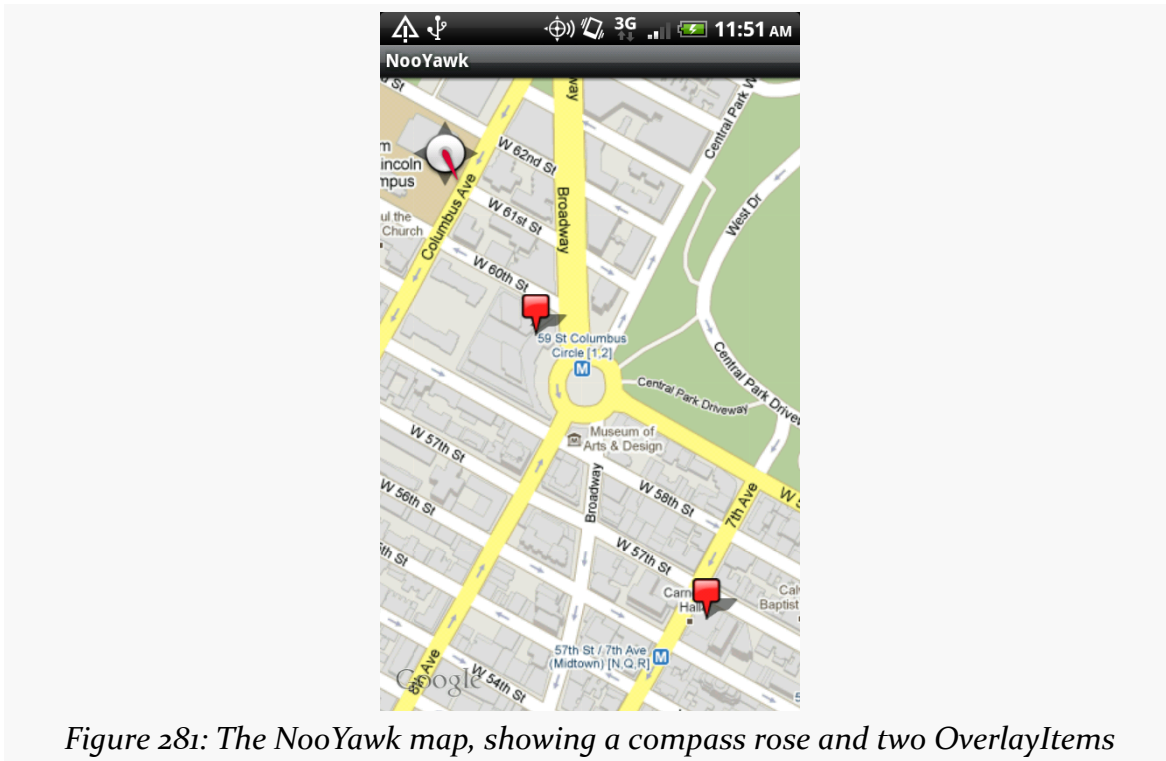 3G 11:51 AM
NooYawk
d St
way
Central Park W
m
incoln
mpus
W 62nd St
Columbus Ave
Broadway
West Dr
ul the
Church
W 61st St
W 60th St
59 St Columbus
Circle [1,2]
M
Central Park Driveway
Central Park Drivew
Museum of
Arts & Design
W 57th St
W 58th St
W 5
7th Ave
W 56th St
Broadway
W 57th St
th St
Carn
Hall
Cal
Baptist
57th St / 7th Ave
(Midtown) [N,Q,R]
M
8th Ave
Google
W 54th St
5
Figure 281: The NooYawk map, showing a compass rose and two OverlayItems